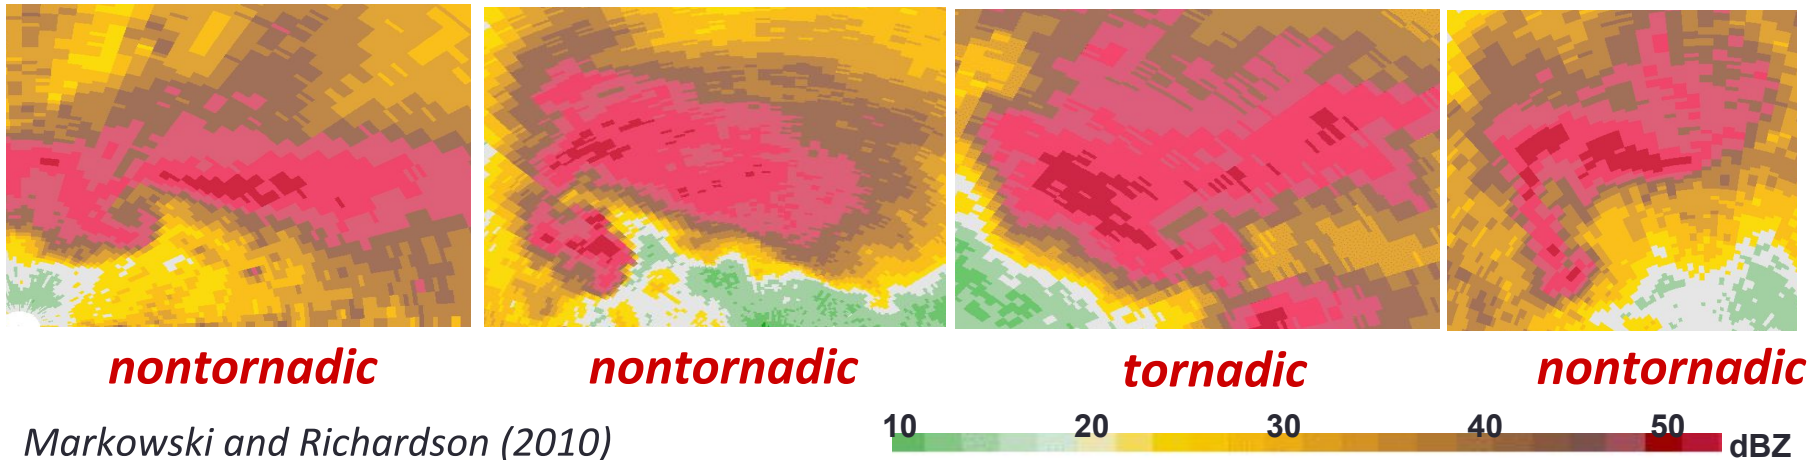 nontornadic nontornadic tornadic nontornadic
10 20 30 40 50
Markowski and Richardson (2010)
dBZ